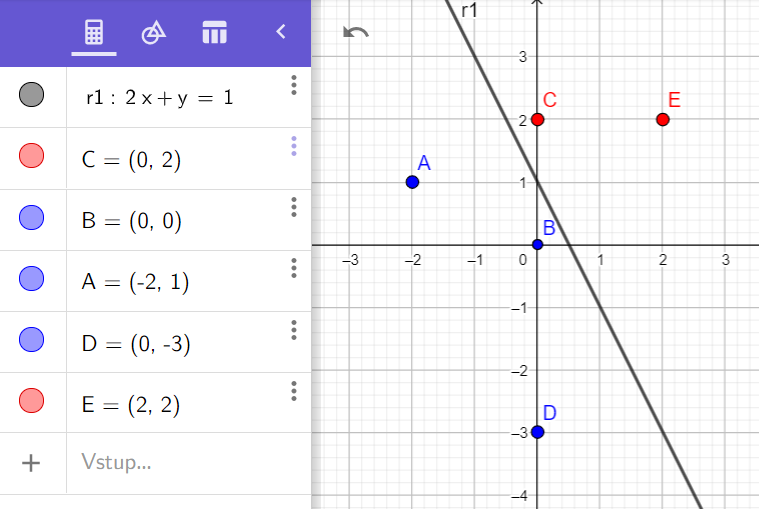 r1 : 2 x + y = 1
C = (0, 2)
B = (0, 0)
A = (-2, 1)
D = (0, -3)
E = (2, 2)
+ Vstup...
r1
3
C E
2
A
1
B
–3 –2 –1 0 1 2 3
–1
–2
D
–3
–4